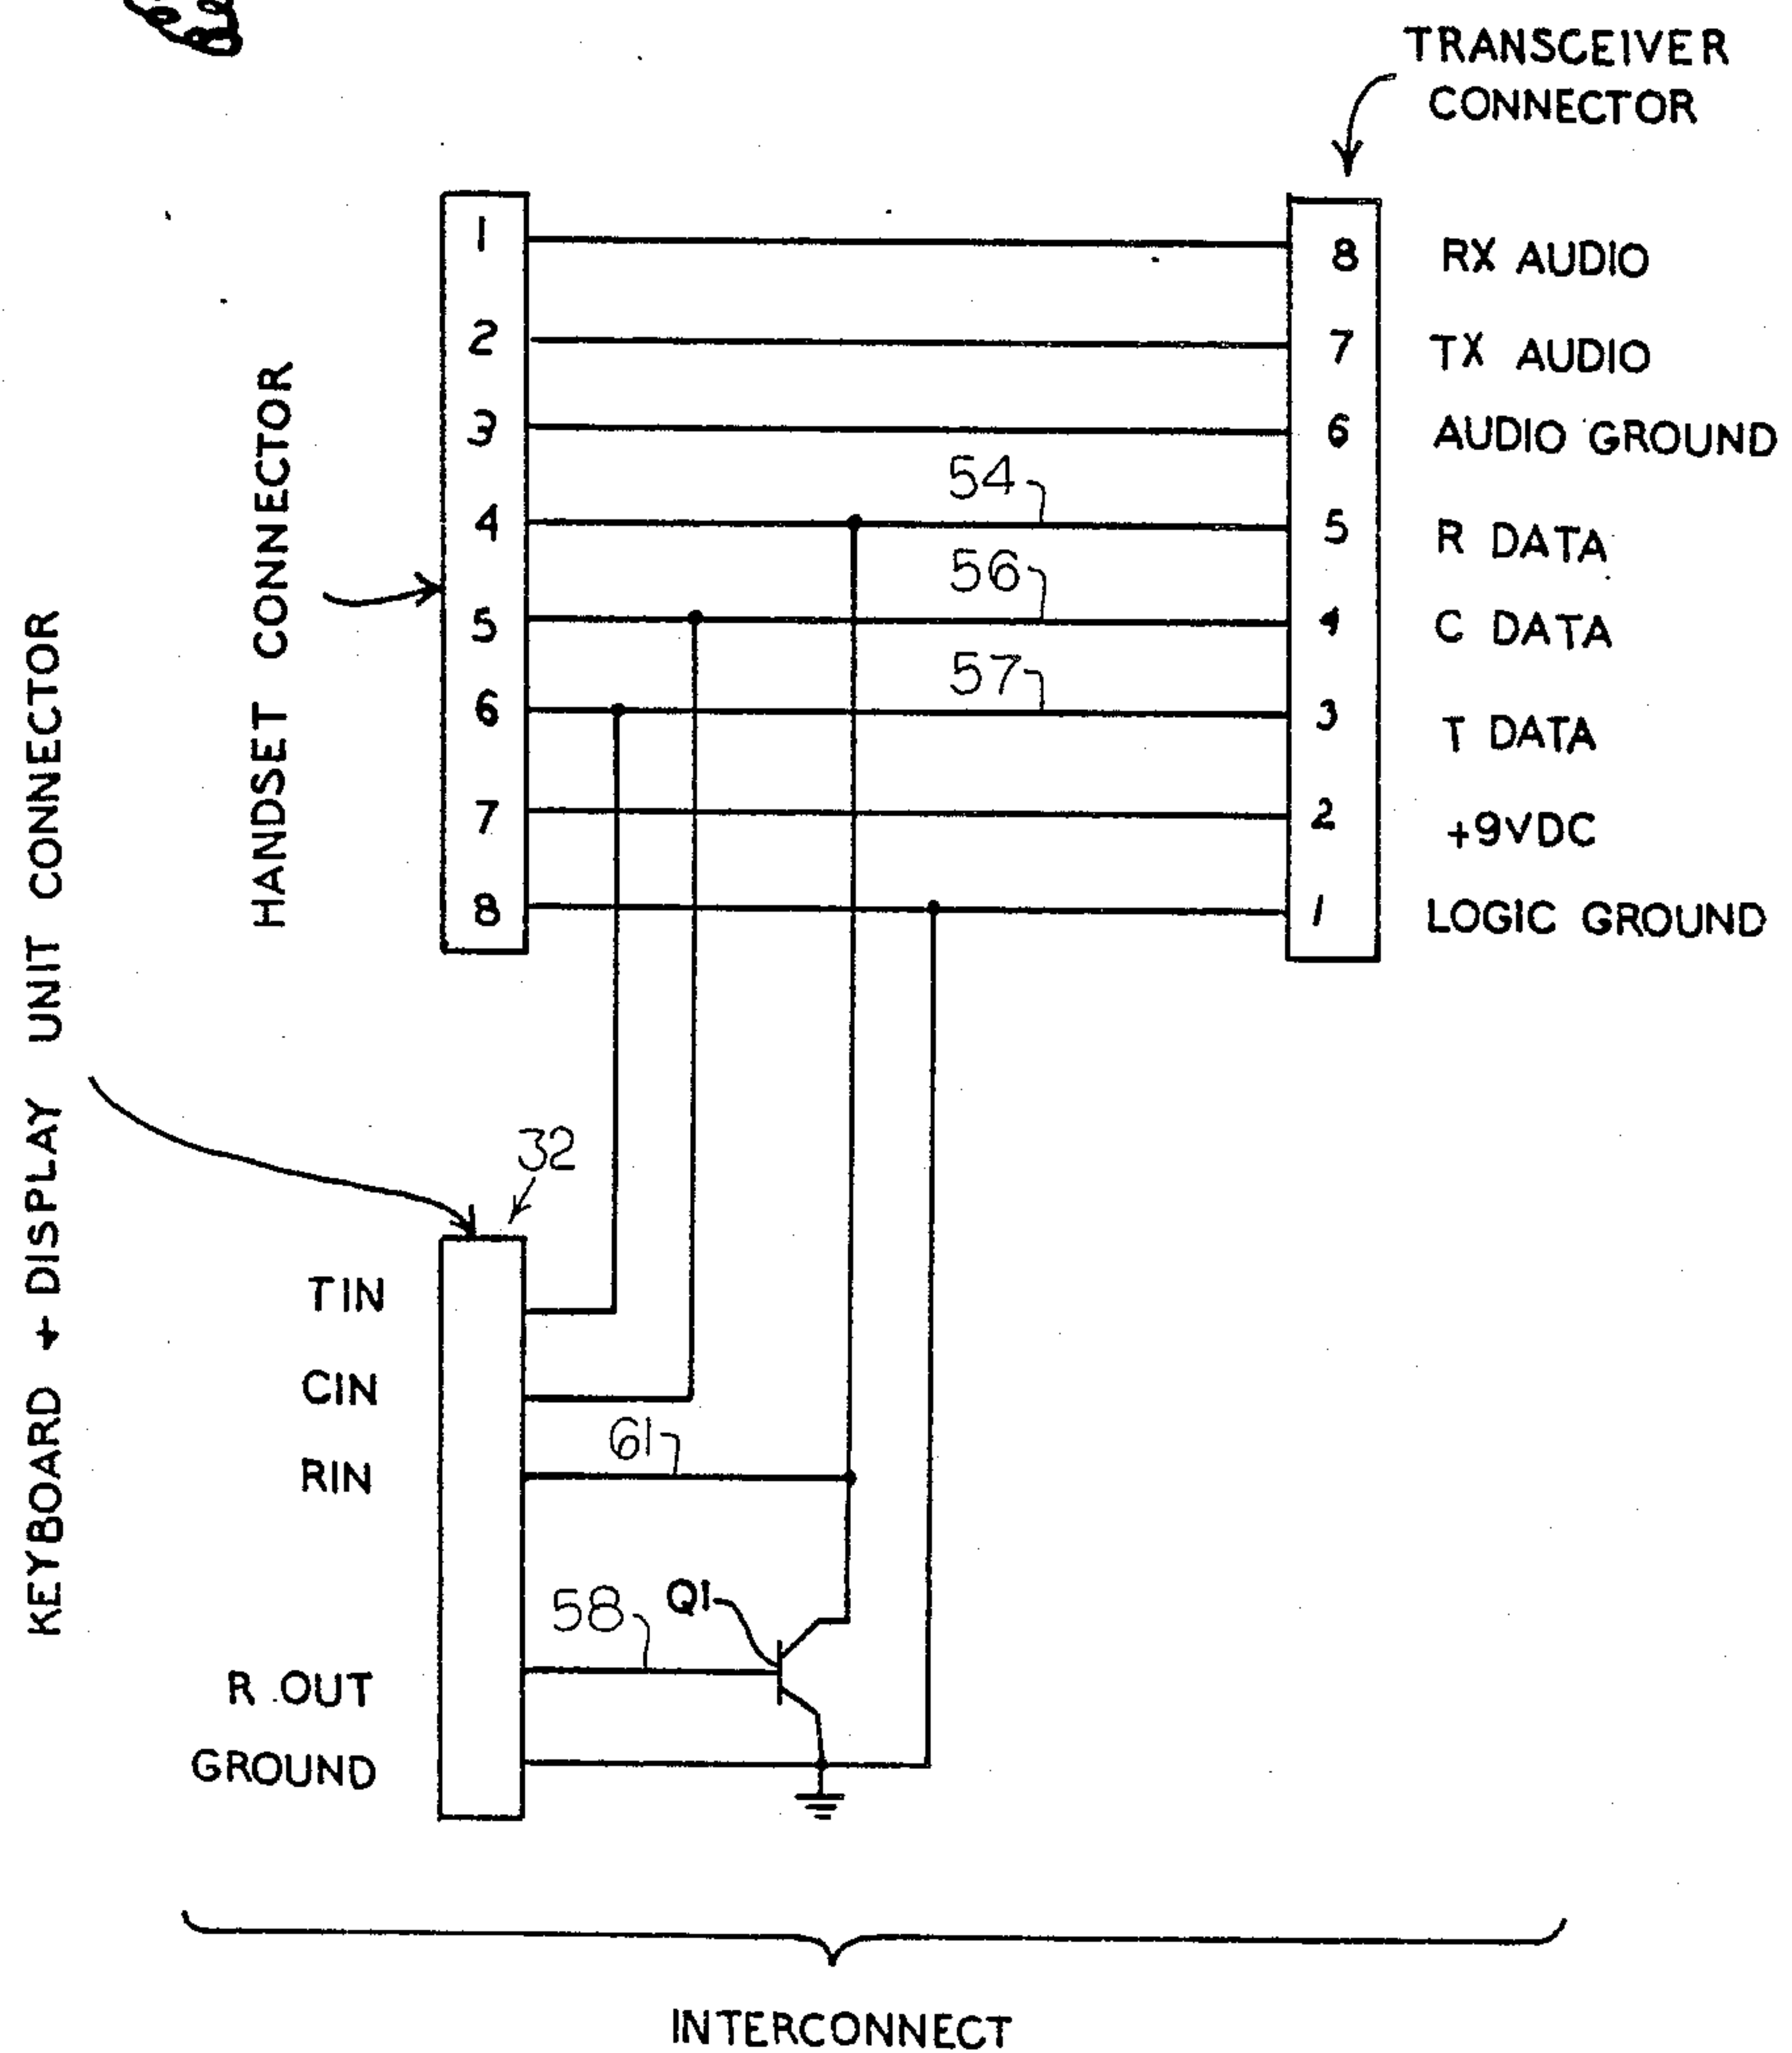 TRANSCEIVER
CONNECTOR
HANDSET CONNECTOR
KEYBOARD + DISPLAY UNIT CONNECTOR
1
8 RX AUDIO
2
7 TX AUDIO
3
6 AUDIO GROUND
54
4
5 R DATA
56
5
4 C DATA
57
6
3 T DATA
7
2 +9VDC
8
1 LOGIC GROUND
32
TIN
CIN
61
RIN
58 Q1
R OUT
GROUND
INTERCONNECT